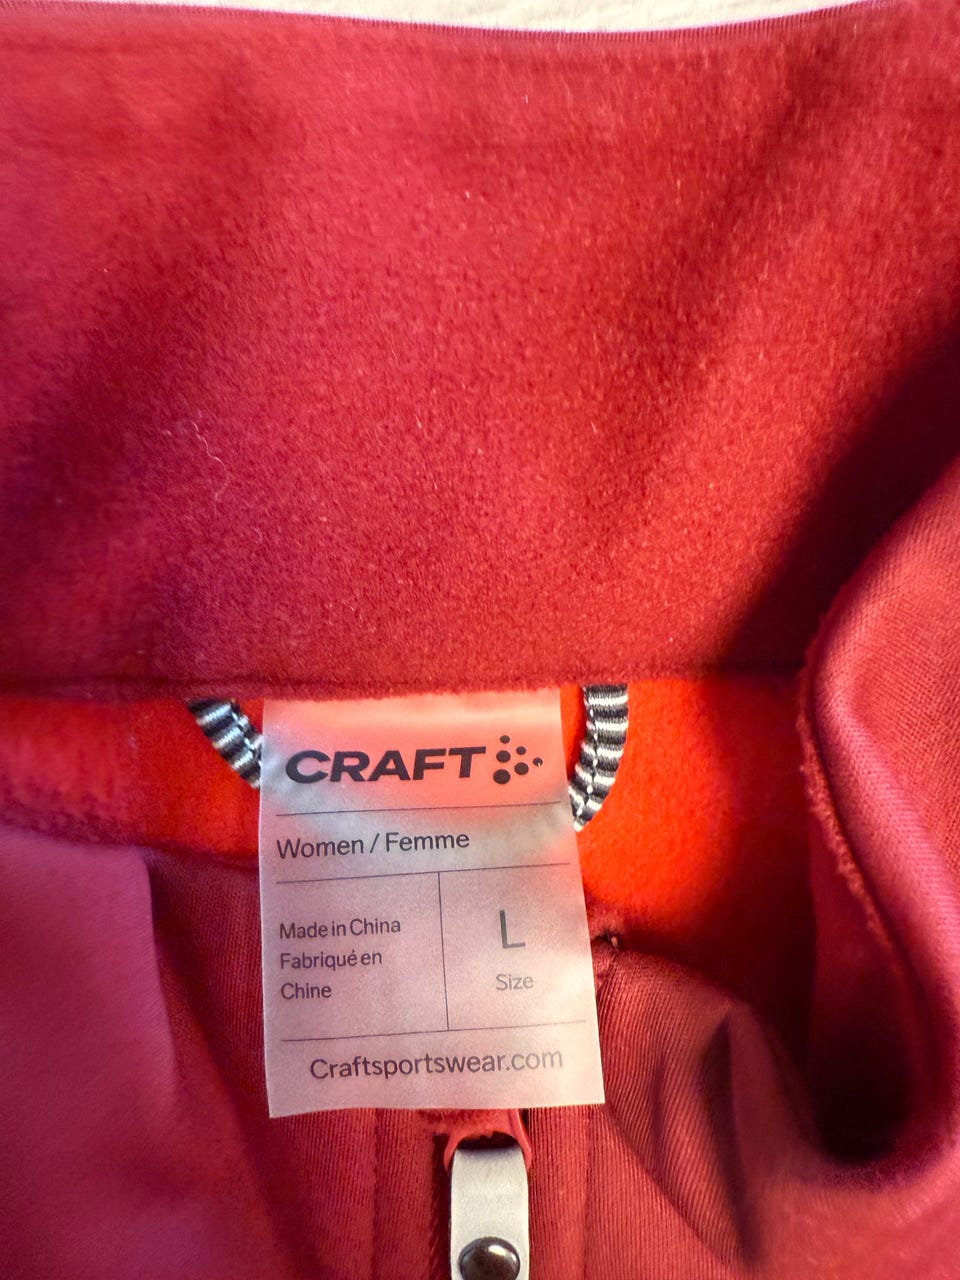 CRAFT
Women / Femme
Made in China
Fabriqué en
Chine
L
Size
Craftsportswear.com